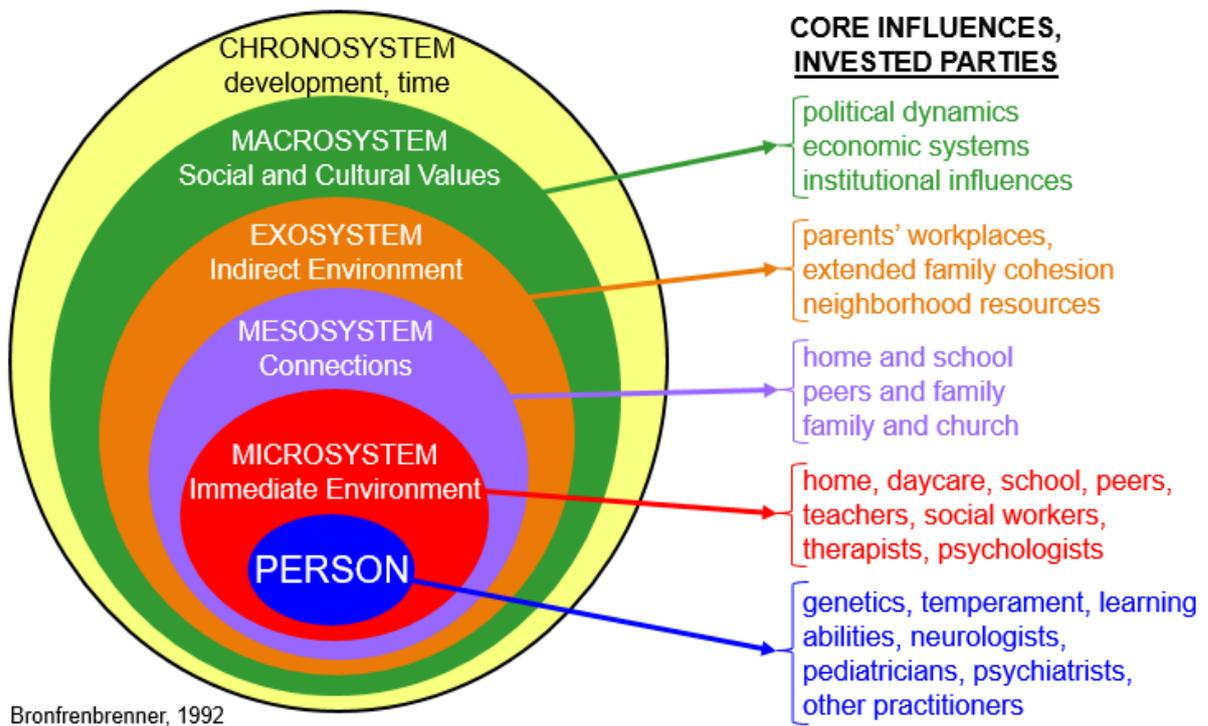 CHRONOSYSTEM
development, time
MACROSYSTEM
Social and Cultural Values
EXOSYSTEM
Indirect Environment
MESOSYSTEM
Connections
MICROSYSTEM
Immediate Environment
PERSON
Bronfrenbrenner, 1992
CORE INFLUENCES,
INVESTED PARTIES
political dynamics
economic systems
institutional influences
parents’ workplaces,
extended family cohesion
neighborhood resources
home and school
peers and family
family and church
home, daycare, school, peers,
teachers, social workers,
therapists, psychologists
genetics, temperament, learning
abilities, neurologists,
pediatricians, psychiatrists,
other practitioners